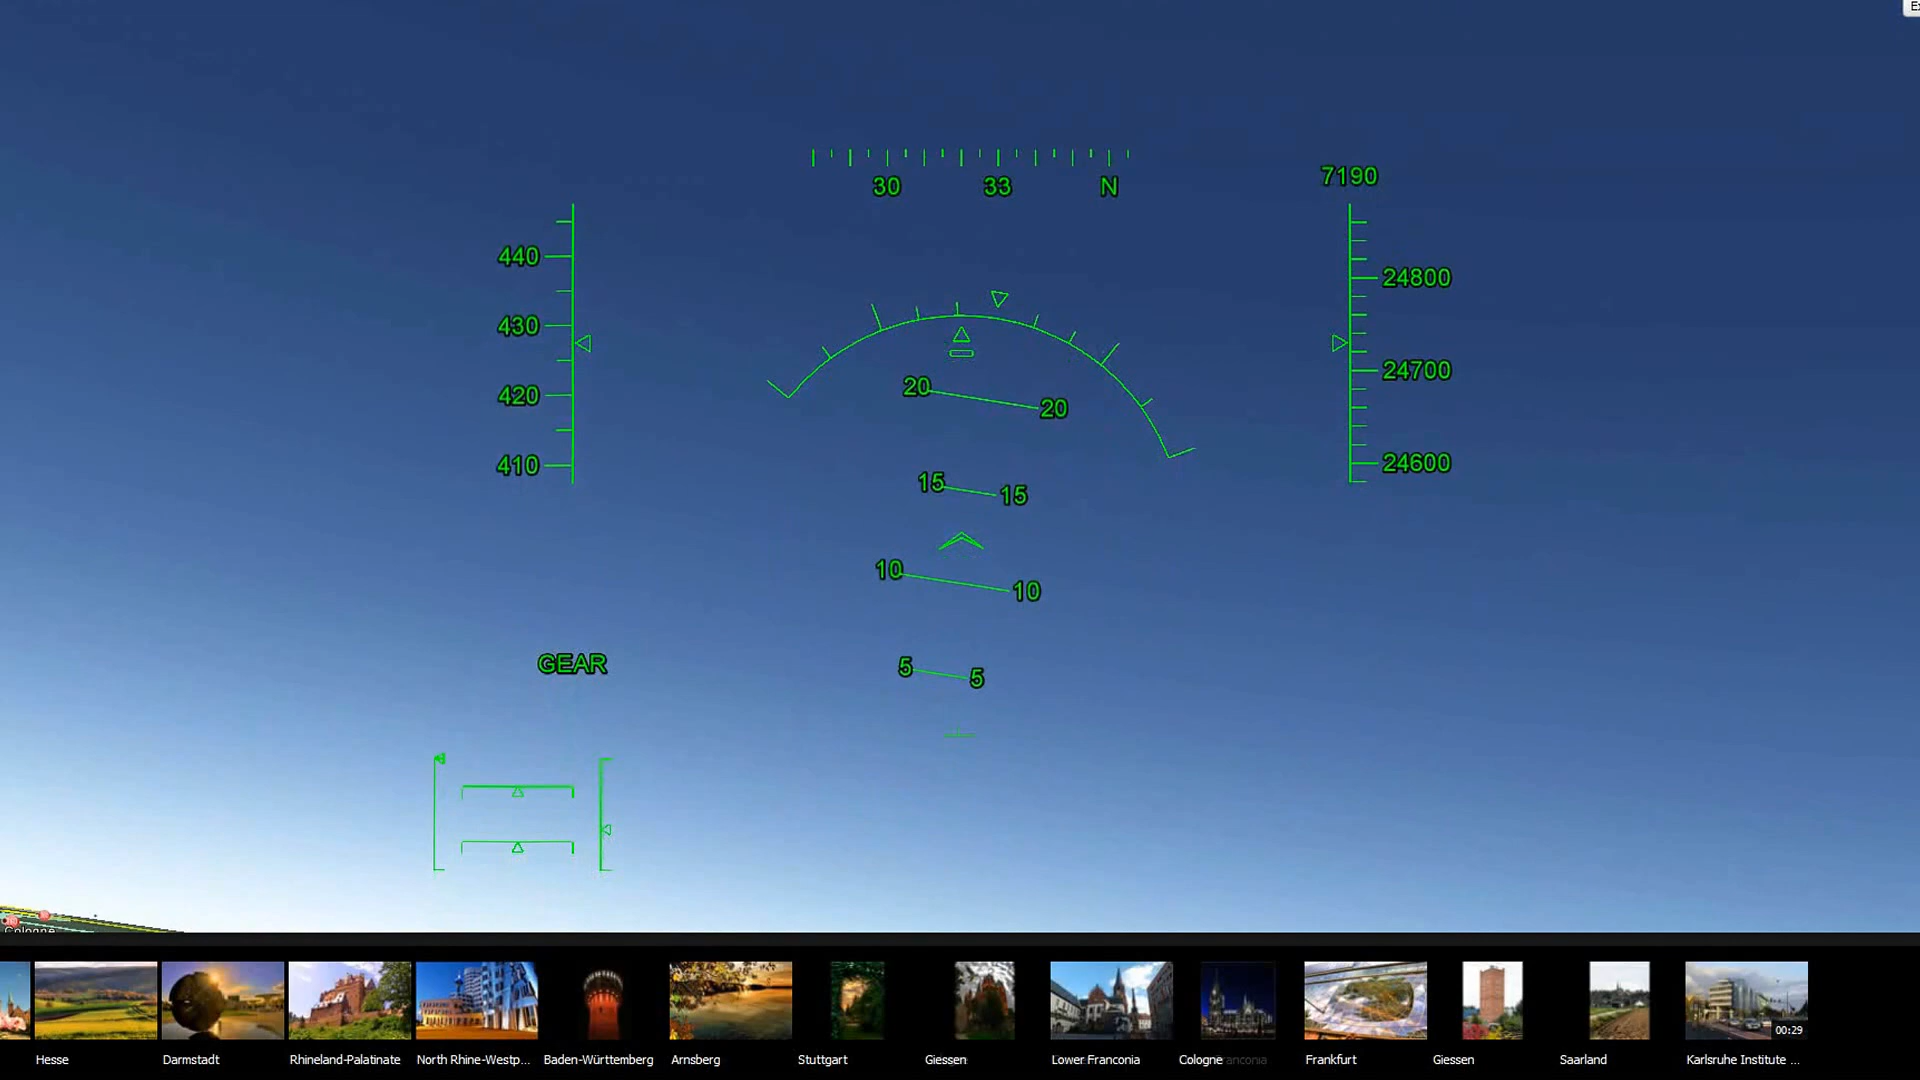 Ex
30 33 N
7190
440
430
420
410
24800
24700
24600
20 20
15 15
10 10
5 5
GEAR
Cologne
Hesse
Darmstadt
Rhineland-Palatinate
North Rhine-Westp...
Baden-Württemberg
Arnsberg
Stuttgart
Giessen
Lower Franconia
Cologne
Frankfurt
Giessen
Saarland
00:29
Karlsruhe Institute ...